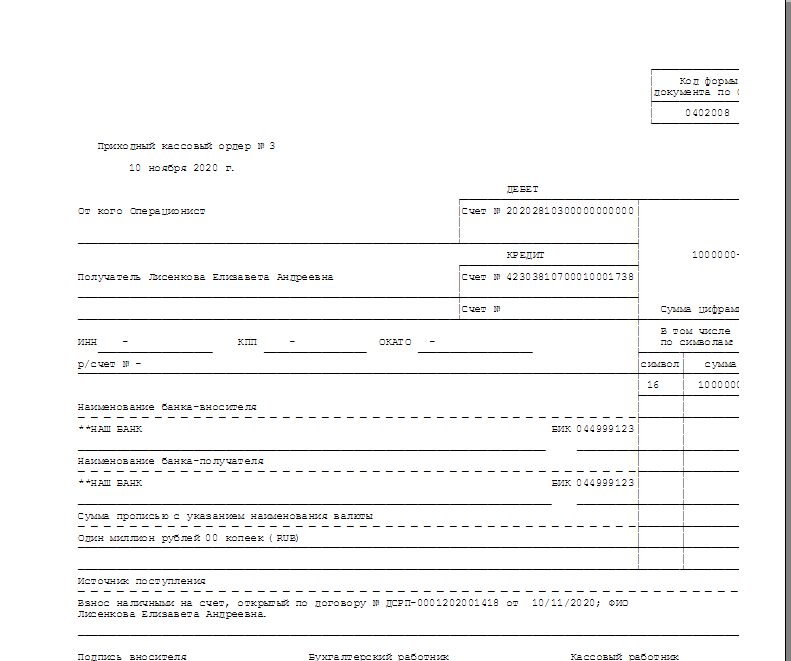 Код формы
документа по
0402008
Приходный кассовый ордер № 3
10 ноября 2020 г.
ДЕБЕТ
От кого Операционист
Счет № 20202810300000000000
КРЕДИТ
1000000-
Получатель Лисенкова Елизавета Андреевна
Счет № 42303810700010001738
Счет №
Сумма цифрам
ИНН - КПП - ОКАТО -
В том числе
по символам
р/счет № -
символ сумма
16 1000000
Наименование банка-вносителя
**НАШ БАНК БИК 044999123
Наименование банка-получателя
**НАШ БАНК БИК 044999123
Сумма прописью с указанием наименования валюты
Один миллион рублей 00 копеек (RUB)
Источник поступления
Взнос наличными на счет, открытый по договору № ДСРП-0001202001418 от 10/11/2020; ФИО
Лисенкова Елизавета Андреевна.
Подпись вносителя Бухгалтерский работник Кассовый работник